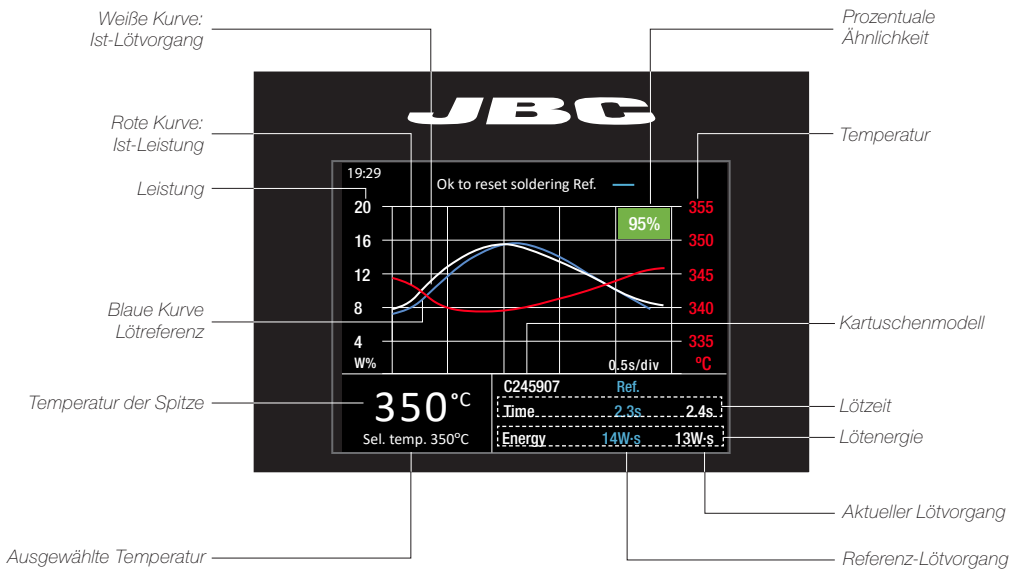 Weiße Kurve:
Ist-Lötvorgang
Prozentuale
Ähnlichkeit
JBC
Rote Kurve:
Ist-Leistung
Temperatur
Leistung
19:29
Ok to reset soldering Ref.
20
355
95%
16
350
12
345
8
340
Blaue Kurve
Lötreferenz
Kartuschenmodell
4
335
W%
0.5s/div
ºC
C245907
Ref.
Temperatur der Spitze
350°C
Time
2.3s
2.4s
Lötzeit
Sel. temp. 350ºC
Energy
14W·s
13W·s
Lötenergie
Aktueller Lötvorgang
Ausgewählte Temperatur
Referenz-Lötvorgang